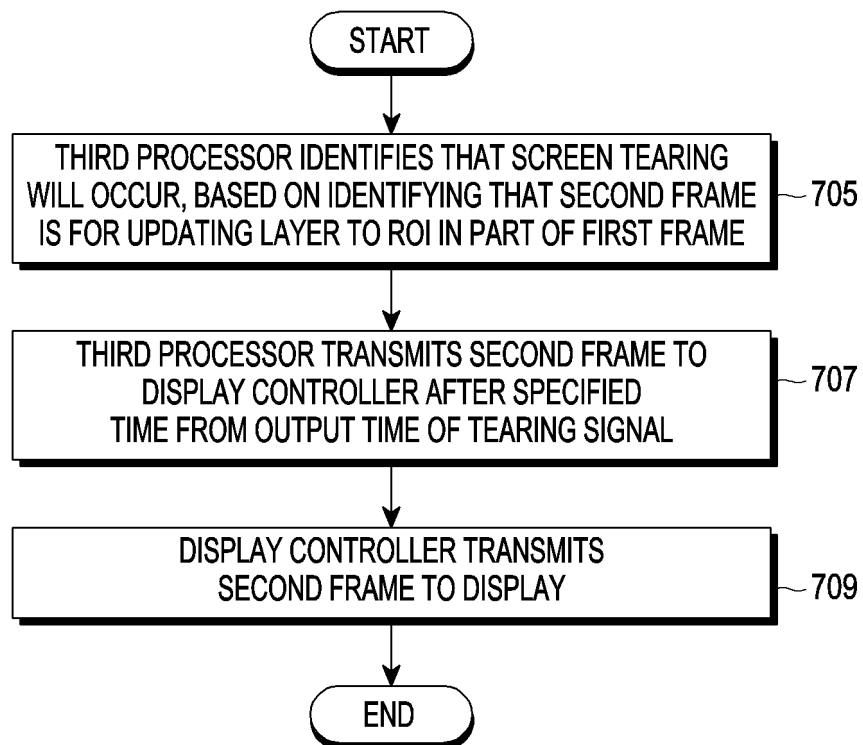 START
THIRD PROCESSOR IDENTIFIES THAT SCREEN TEARING
WILL OCCUR, BASED ON IDENTIFYING THAT SECOND FRAME
IS FOR UPDATING LAYER TO ROI IN PART OF FIRST FRAME
705
THIRD PROCESSOR TRANSMITS SECOND FRAME TO
DISPLAY CONTROLLER AFTER SPECIFIED
TIME FROM OUTPUT TIME OF TEARING SIGNAL
707
DISPLAY CONTROLLER TRANSMITS
SECOND FRAME TO DISPLAY
709
END